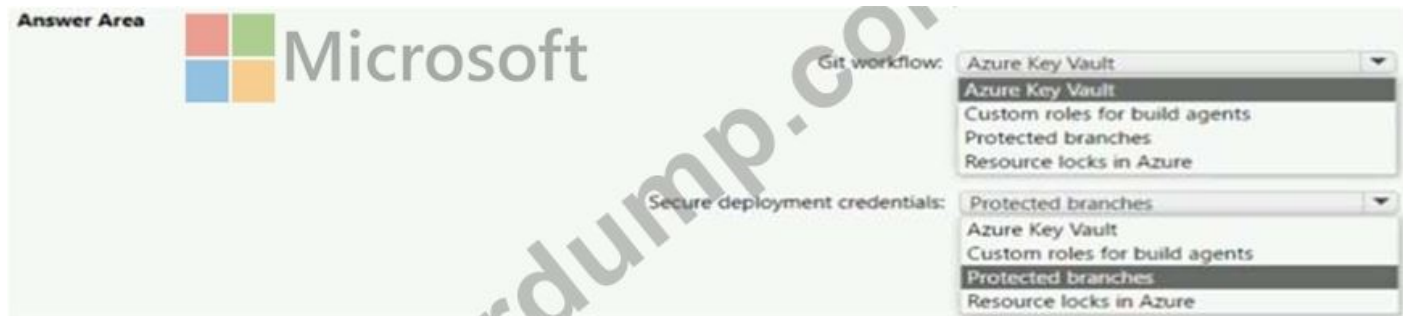 Answer Area
Microsoft
Git workflow: Azure Key Vault
Azure Key Vault
Custom roles for build agents
Protected branches
Resource locks in Azure
Secure deployment credentials: Protected branches
Azure Key Vault
Custom roles for build agents
Protected branches
Resource locks in Azure
rdump.co